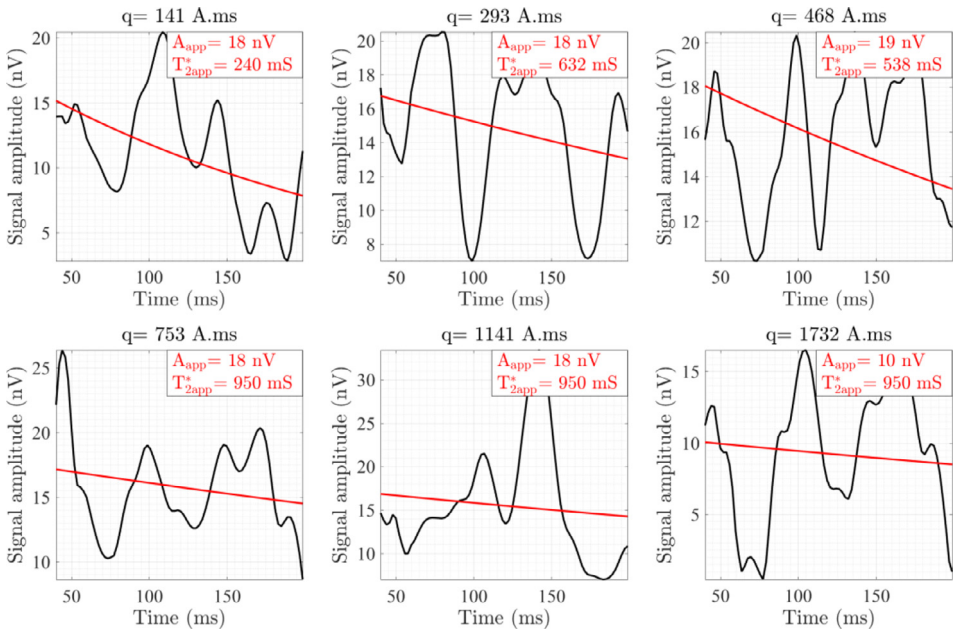 q= 141 A.ms
q= 293 A.ms
q= 468 A.ms
A_app= 18 nV
T*_2app= 240 mS
A_app= 18 nV
T*_2app= 632 mS
A_app= 19 nV
T*_2app= 538 mS
Signal amplitude (nV)
20
15
10
5
50
100
150
Time (ms)
Signal amplitude (nV)
20
18
16
14
12
10
8
50
100
150
Time (ms)
Signal amplitude (nV)
20
18
16
14
12
50
100
150
Time (ms)
q= 753 A.ms
q= 1141 A.ms
q= 1732 A.ms
A_app= 18 nV
T*_2app= 950 mS
A_app= 18 nV
T*_2app= 950 mS
A_app= 10 nV
T*_2app= 950 mS
Signal amplitude (nV)
25
20
15
10
50
100
150
Time (ms)
Signal amplitude (nV)
30
25
20
15
10
50
100
150
Time (ms)
Signal amplitude (nV)
15
10
5
50
100
150
Time (ms)